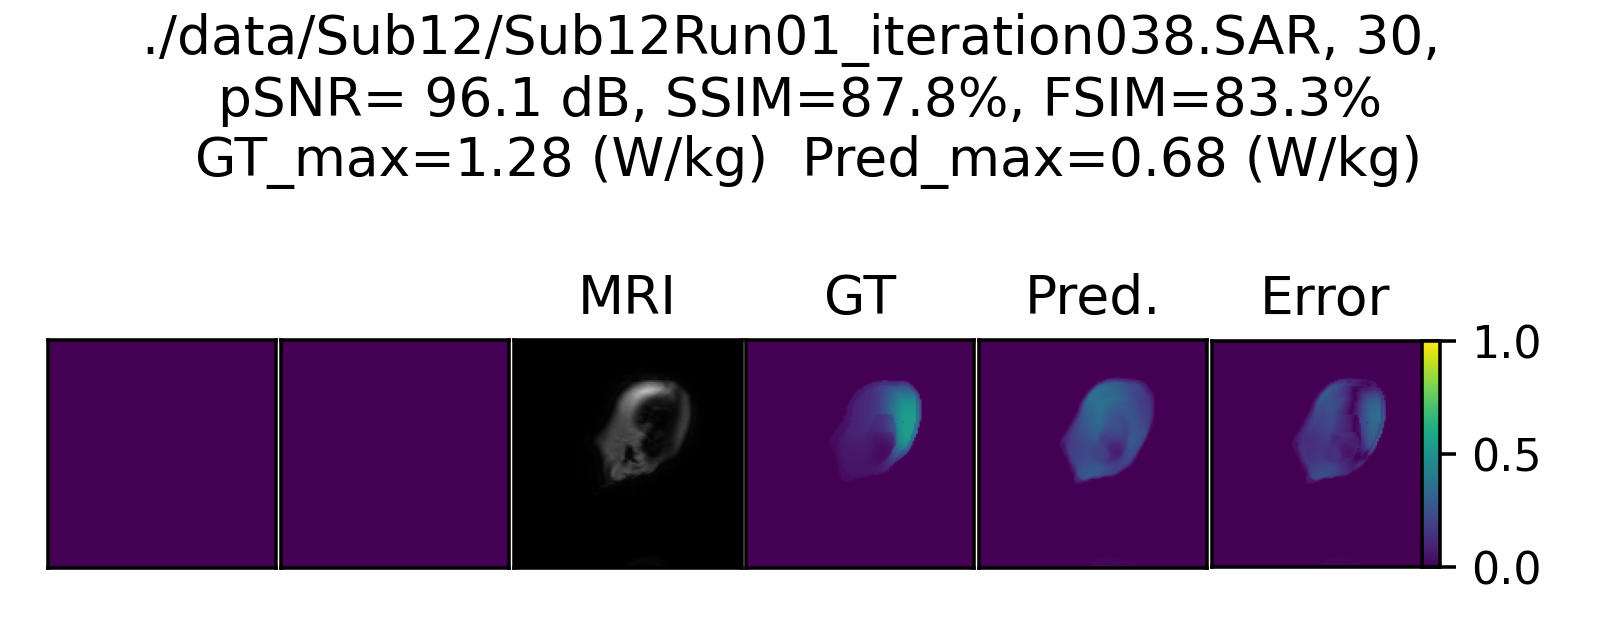 ./data/Sub12/Sub12Run01_iteration038.SAR, 30,
pSNR= 96.1 dB, SSIM=87.8%, FSIM=83.3%
GT_max=1.28 (W/kg)  Pred_max=0.68 (W/kg)
MRI GT Pred. Error
1.0
0.5
0.0